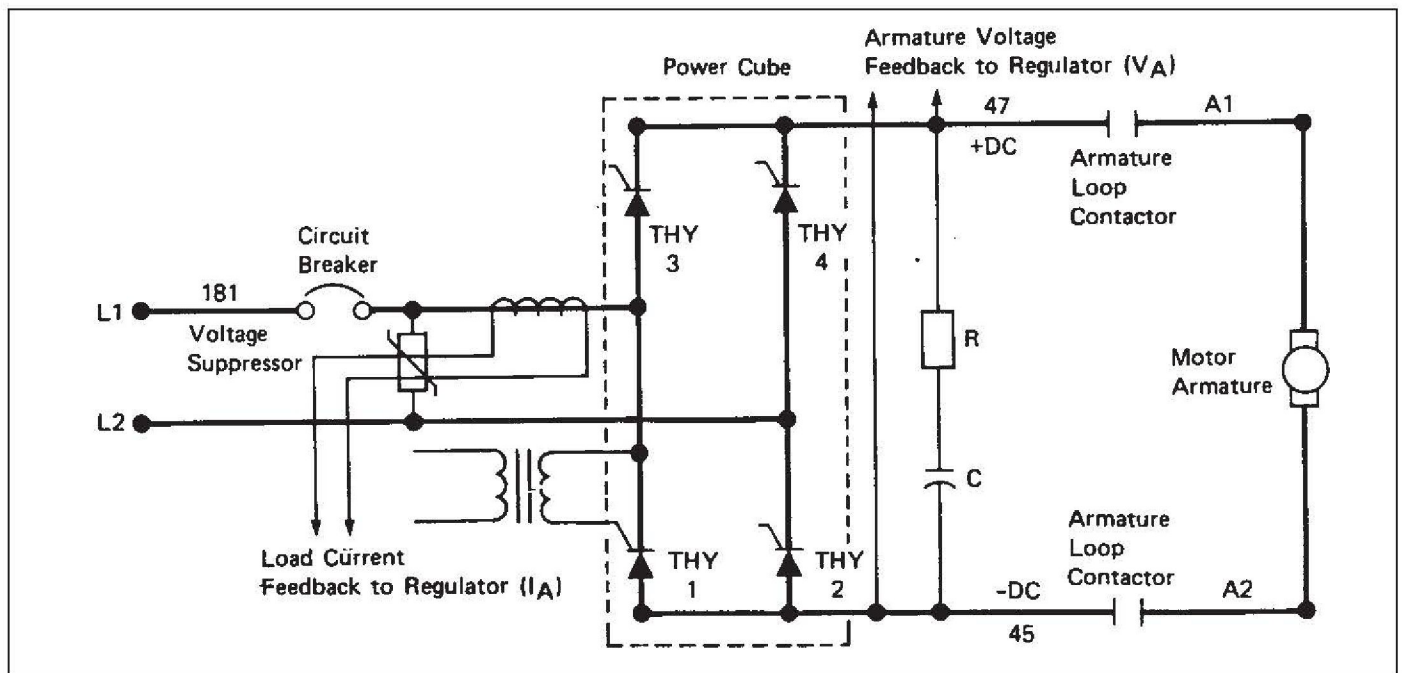 Power Cube
Armature Voltage
Feedback to Regulator (VA)
47
+DC
A1
Armature
Loop
Contactor
THY
3
THY
4
Circuit
Breaker
L1
181
Voltage
Suppressor
R
Motor
Armature
L2
C
Load Current
Feedback to Regulator (IA)
THY
1
THY
2
Armature
Loop
Contactor
-DC
45
A2